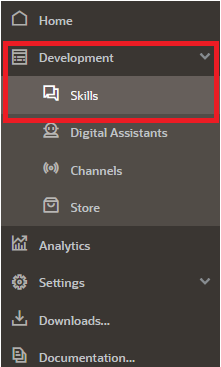 Home
Development
Skills
Digital Assistants
Channels
Store
Analytics
Settings
Downloads...
Documentation...